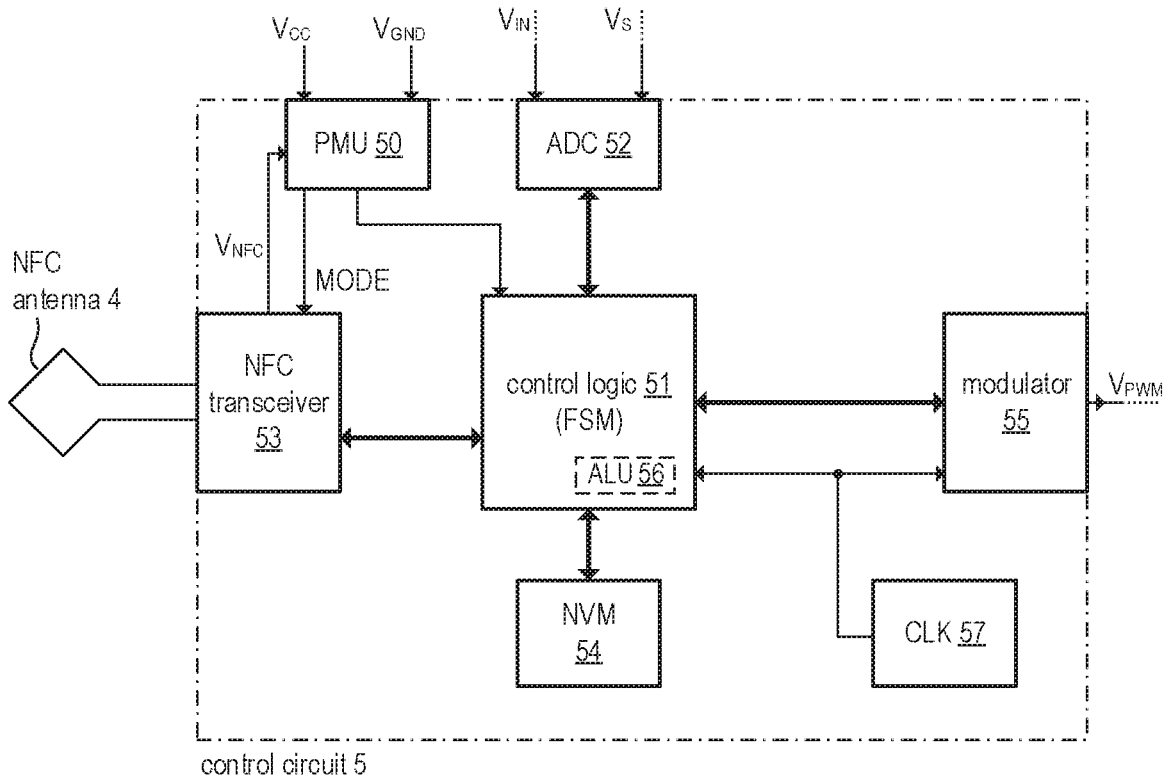 VCC
VGND
VIN
VS
PMU 50
ADC 52
VNFC
MODE
NFC
antenna 4
NFC
transceiver
53
control logic 51
(FSM)
ALU 56
modulator
55
VPWM
NVM
54
CLK 57
control circuit 5